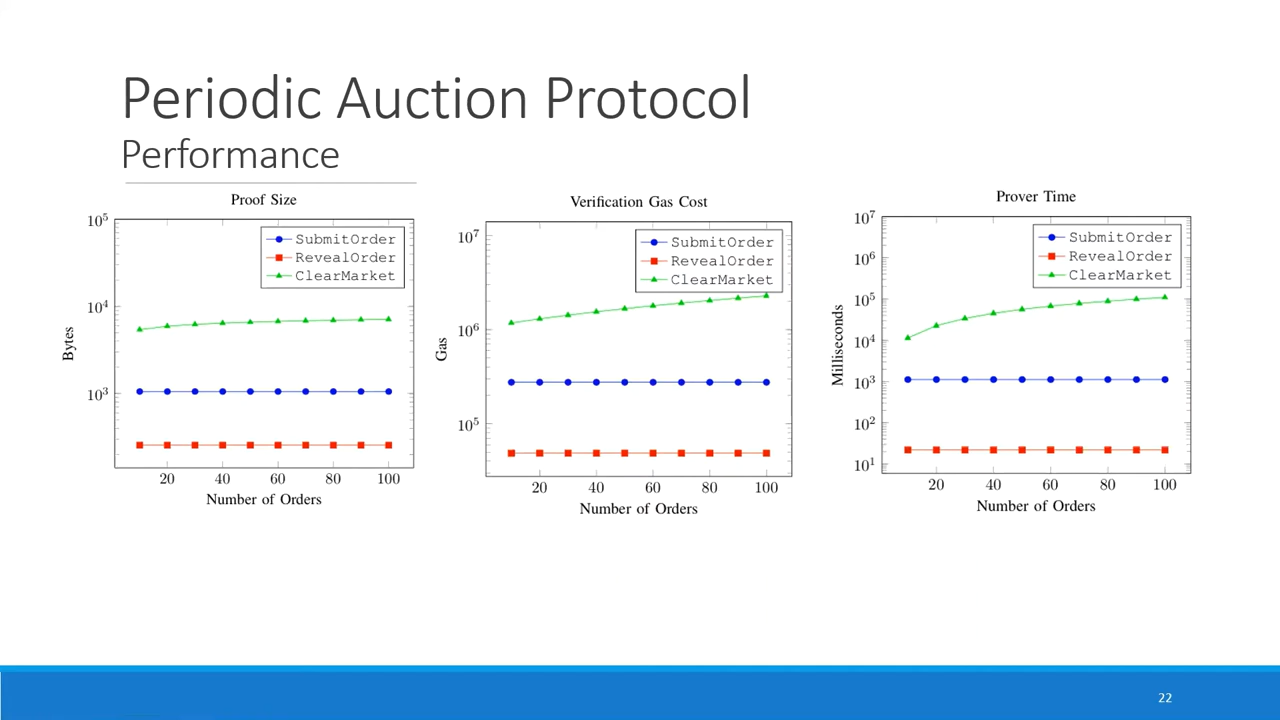 Periodic Auction Protocol
Performance
Proof Size
10^5
10^4
10^3
Bytes
SubmitOrder
RevealOrder
ClearMarket
20 40 60 80 100
Number of Orders
Verification Gas Cost
10^7
10^6
10^5
Gas
SubmitOrder
RevealOrder
ClearMarket
20 40 60 80 100
Number of Orders
Prover Time
10^7
10^6
10^5
10^4
10^3
10^2
10^1
Milliseconds
SubmitOrder
RevealOrder
ClearMarket
20 40 60 80 100
Number of Orders
22